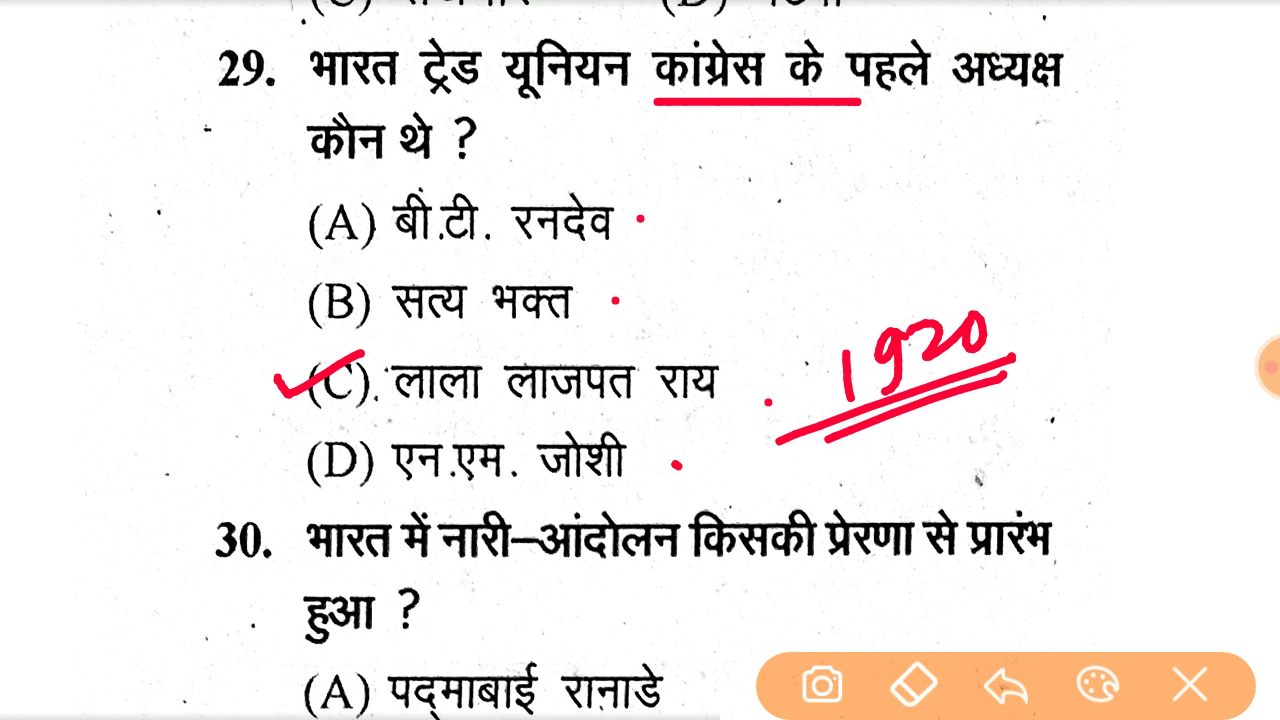 29. भारत ट्रेड यूनियन कांग्रेस के पहले अध्यक्ष
कौन थे ?
(A) बी.टी. रनदेव
(B) सत्य भक्त
(C) लाला लाजपत राय
1920
(D) एन.एम. जोशी
30. भारत में नारी–आंदोलन किसकी प्रेरणा से प्रारंभ
हुआ ?
(A) पद्माबाई रानाडे